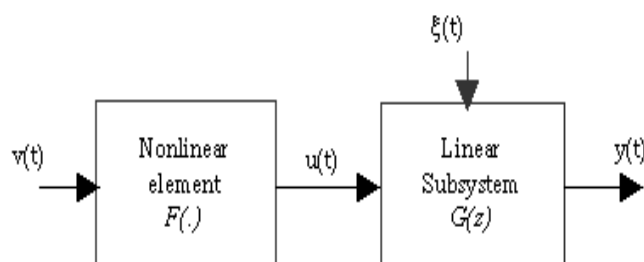 ξ(t)
v(t)
Nonlinear
element
F(.)
u(t)
Linear
Subsystem
G(z)
y(t)